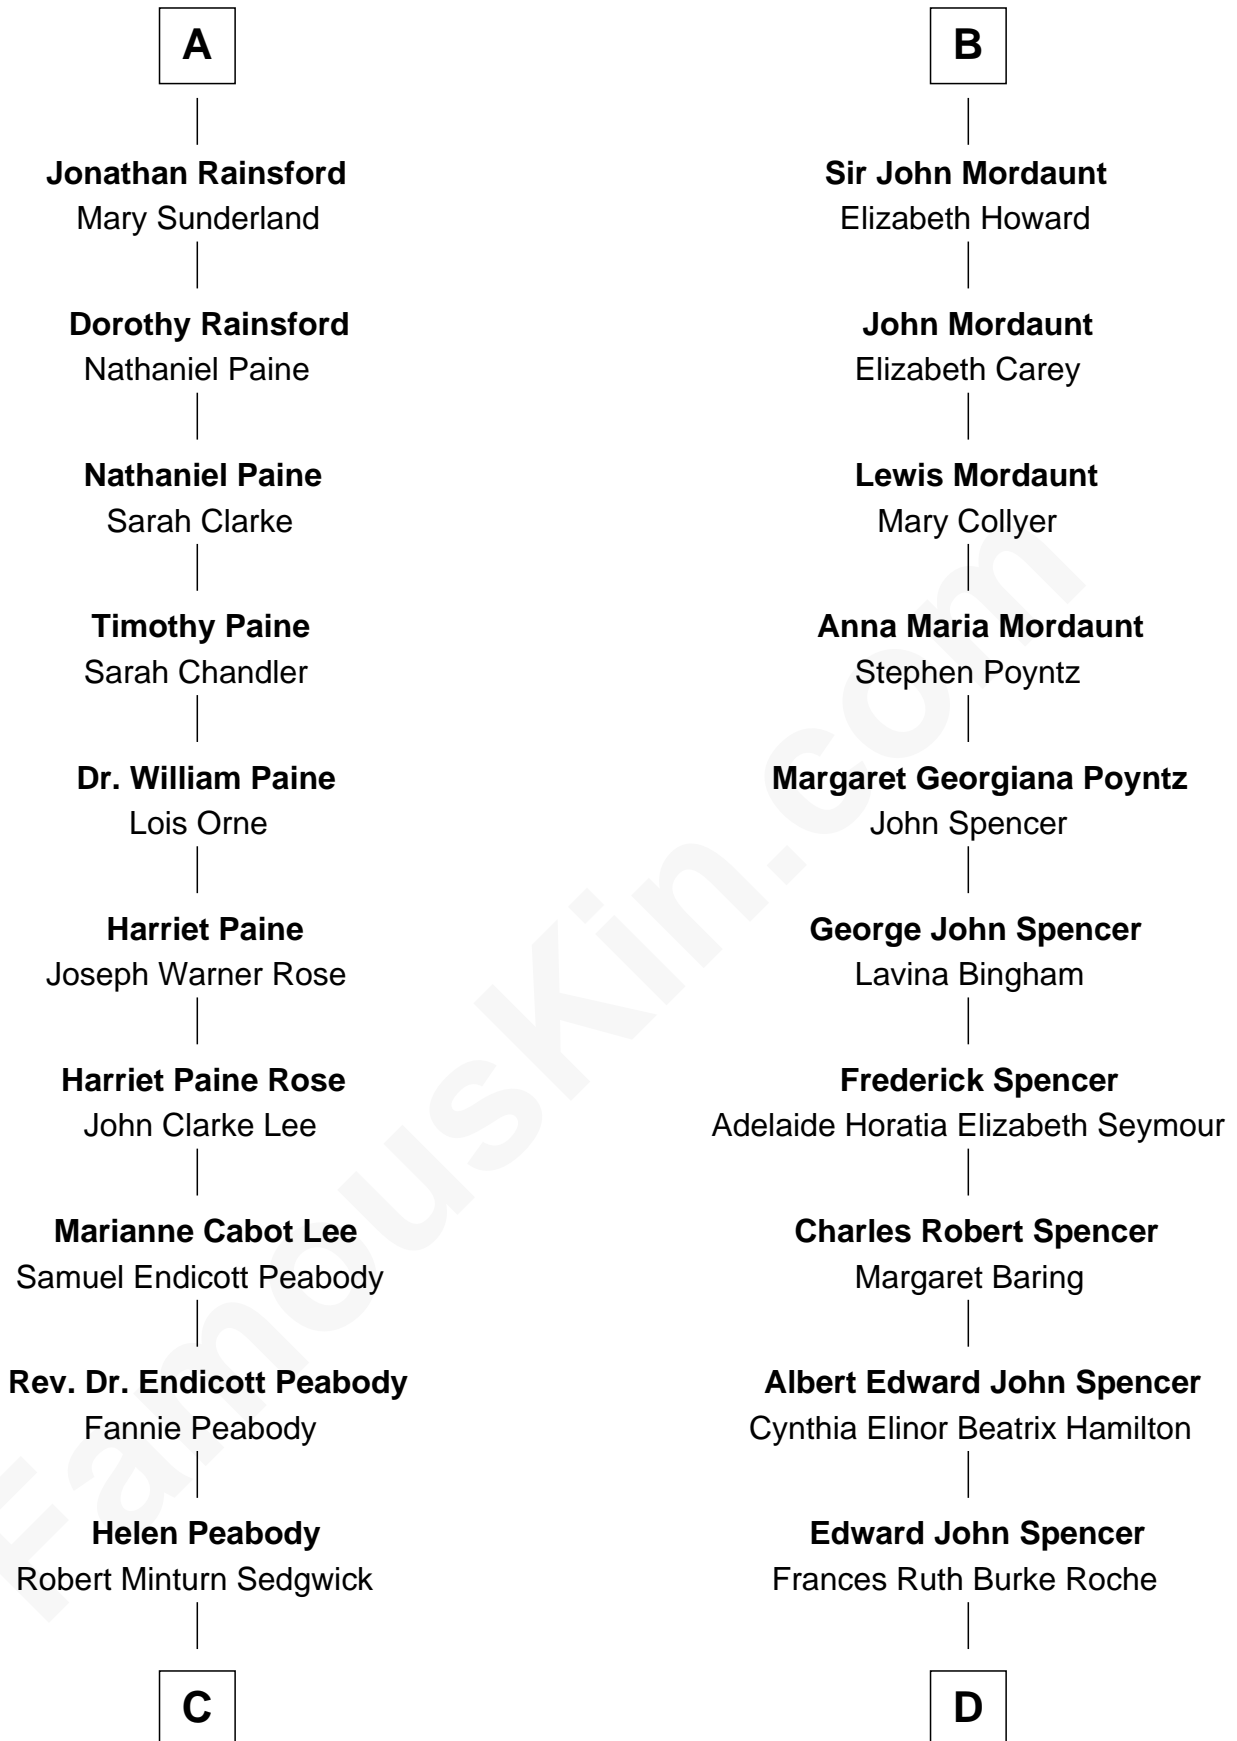 A
Jonathan Rainsford
Mary Sunderland
Dorothy Rainsford
Nathaniel Paine
Nathaniel Paine
Sarah Clarke
Timothy Paine
Sarah Chandler
Dr. William Paine
Lois Orne
Harriet Paine
Joseph Warner Rose
Harriet Paine Rose
John Clarke Lee
Marianne Cabot Lee
Samuel Endicott Peabody
Rev. Dr. Endicott Peabody
Fannie Peabody
Helen Peabody
Robert Minturn Sedgwick
C
B
Sir John Mordaunt
Elizabeth Howard
John Mordaunt
Elizabeth Carey
Lewis Mordaunt
Mary Collyer
Anna Maria Mordaunt
Stephen Poyntz
Margaret Georgiana Poyntz
John Spencer
George John Spencer
Lavina Bingham
Frederick Spencer
Adelaide Horatia Elizabeth Seymour
Charles Robert Spencer
Margaret Baring
Albert Edward John Spencer
Cynthia Elinor Beatrix Hamilton
Edward John Spencer
Frances Ruth Burke Roche
D
FamousKin.com